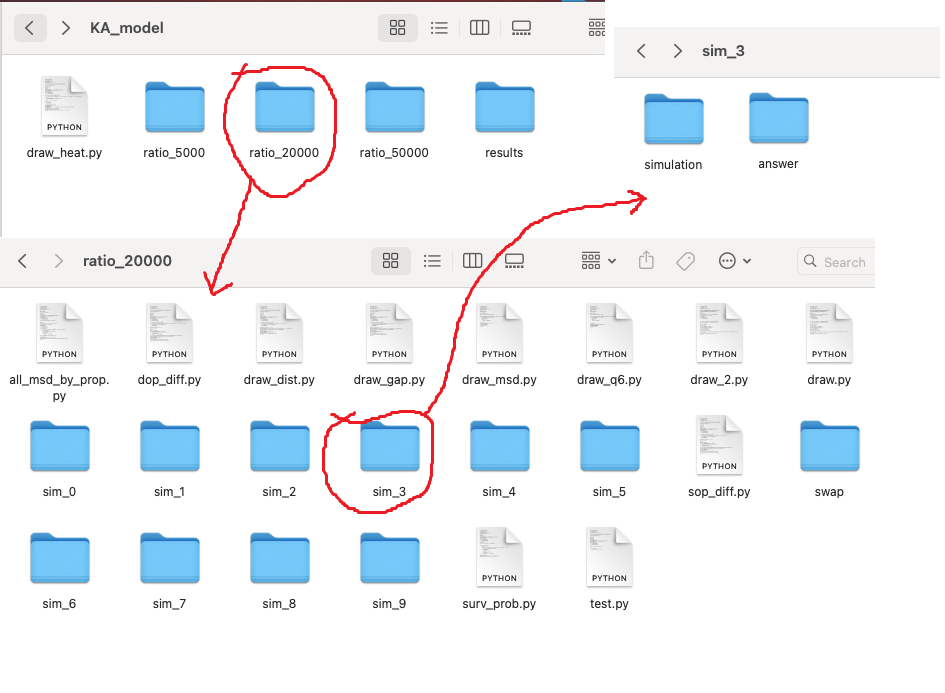 KA_model
PYTHON
draw_heat.py
ratio_5000
ratio_20000
ratio_50000
results
sim_3
simulation
answer
ratio_20000
Search
PYTHON PYTHON PYTHON PYTHON PYTHON PYTHON PYTHON PYTHON
all_msd_by_prop.
py
dop_diff.py
draw_dist.py
draw_gap.py
draw_msd.py
draw_q6.py
draw_2.py
draw.py
PYTHON
sim_0
sim_1
sim_2
sim_3
sim_4
sim_5
sop_diff.py
swap
PYTHON PYTHON
sim_6
sim_7
sim_8
sim_9
surv_prob.py
test.py